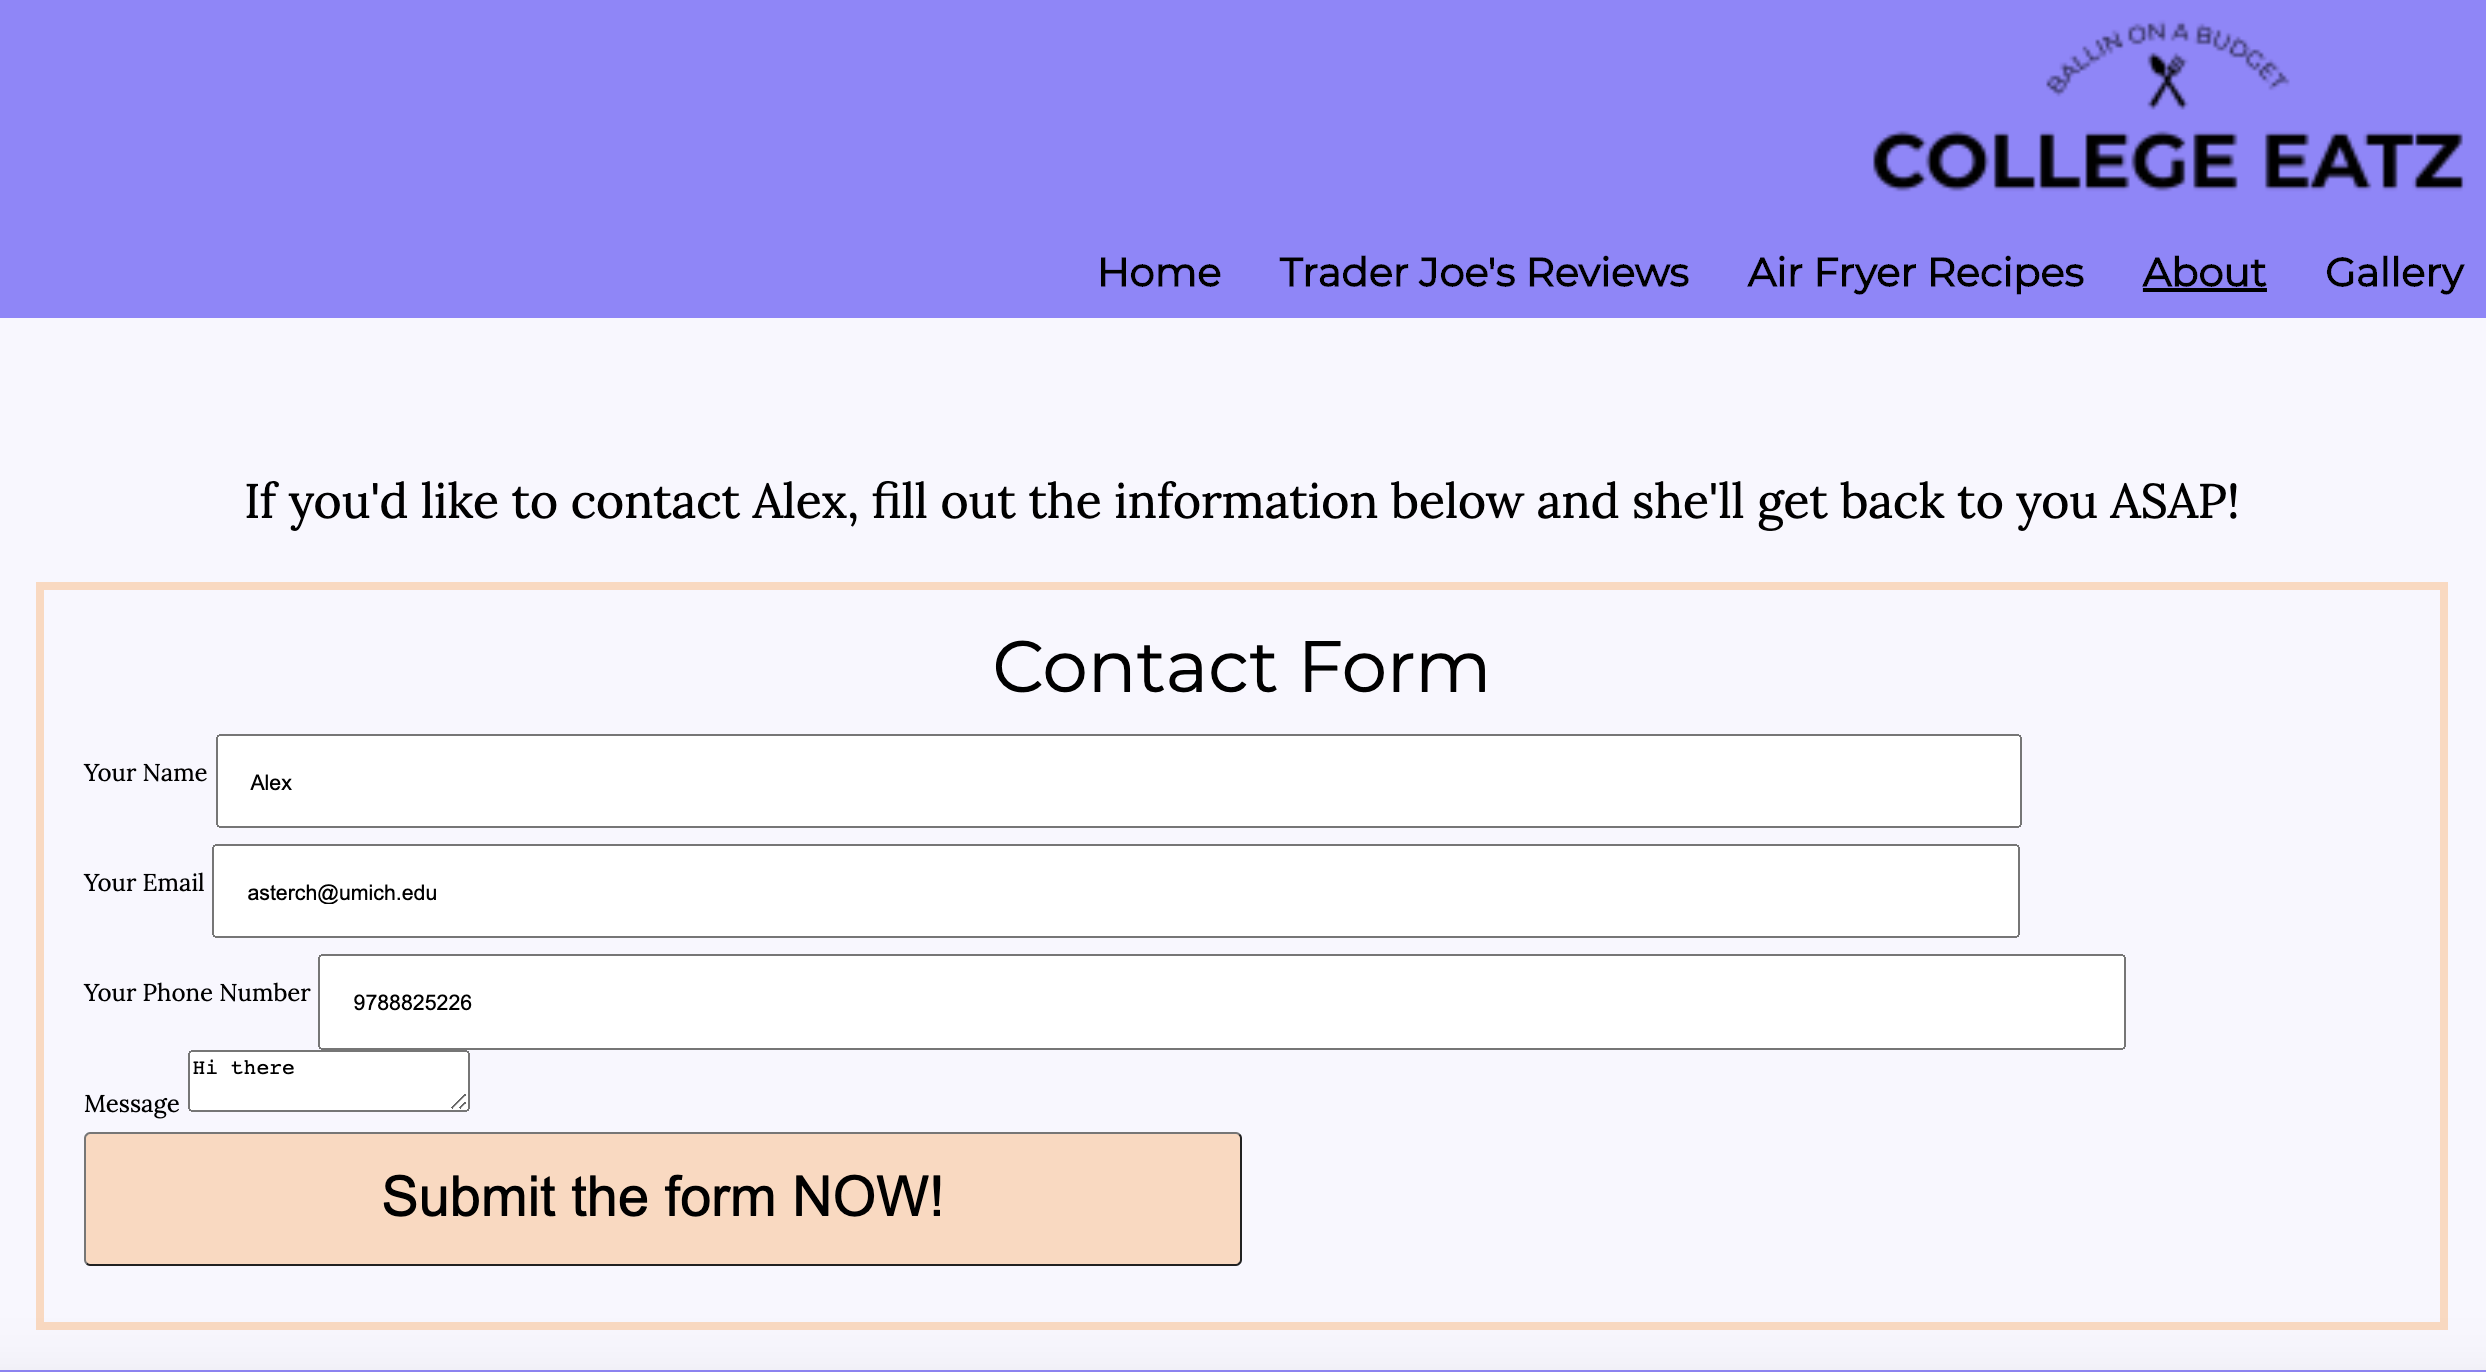 BALLIN ON A BUDGET
COLLEGE EATZ
Home Trader Joe's Reviews Air Fryer Recipes About Gallery
If you'd like to contact Alex, fill out the information below and she'll get back to you ASAP!
Contact Form
Your Name Alex
Your Email asterch@umich.edu
Your Phone Number 9788825226
Message Hi there
Submit the form NOW!